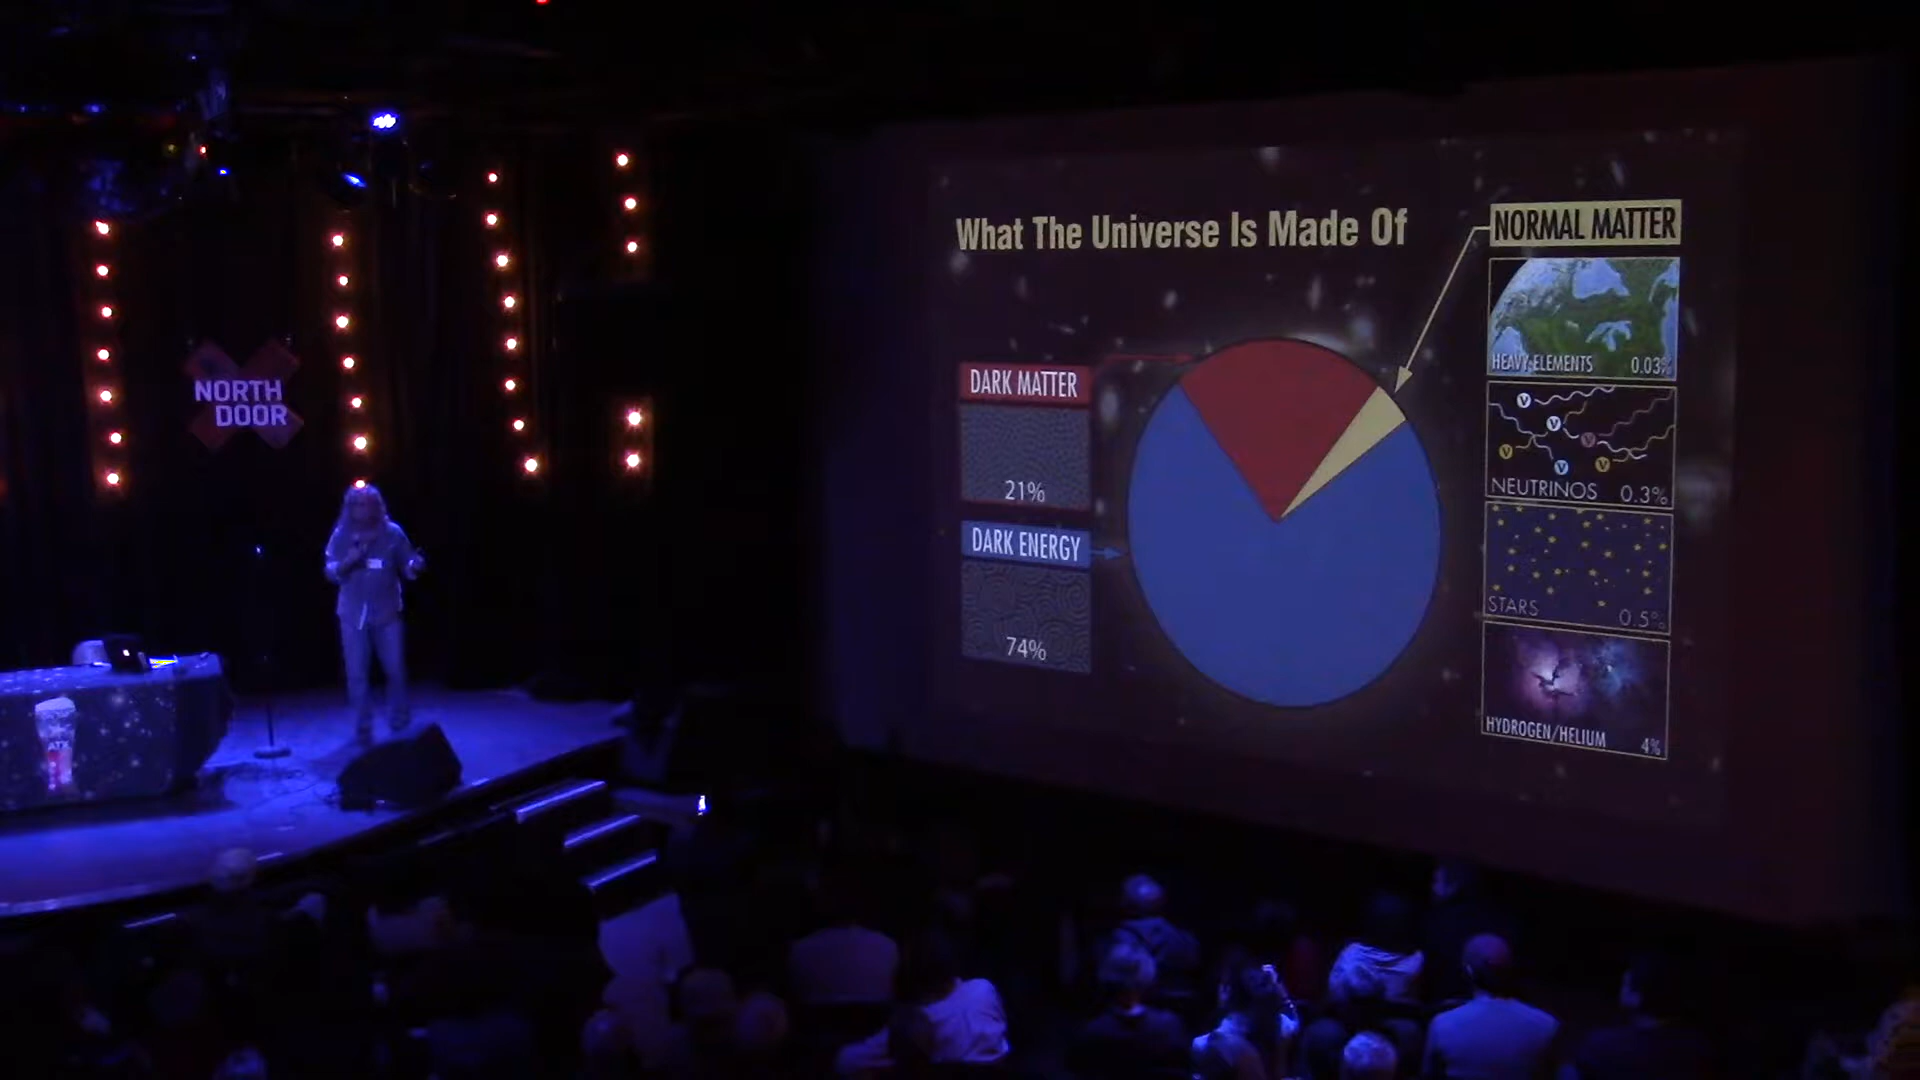 NORTH
DOOR
ATX
What The Universe Is Made Of
DARK MATTER
21%
DARK ENERGY
74%
NORMAL MATTER
HEAVY ELEMENTS 0.03%
V
V
V
V
V
V
NEUTRINOS 0.3%
STARS 0.5%
HYDROGEN/HELIUM 4%